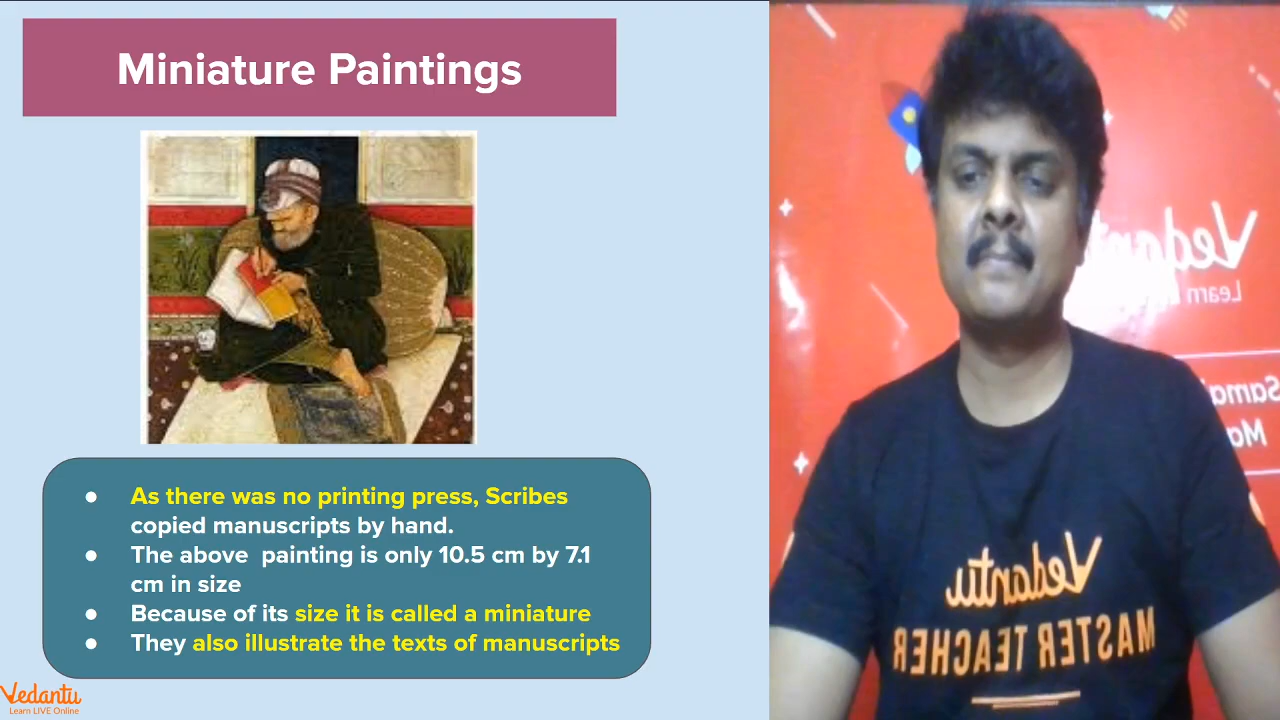 Miniature Paintings
● As there was no printing press, Scribes
copied manuscripts by hand.
● The above painting is only 10.5 cm by 7.1
cm in size
● Because of its size it is called a miniature
● They also illustrate the texts of manuscripts
Vedantu
Learn LIVE Online
Vedantu
Learn
Vedantu
MASTER TEACHER